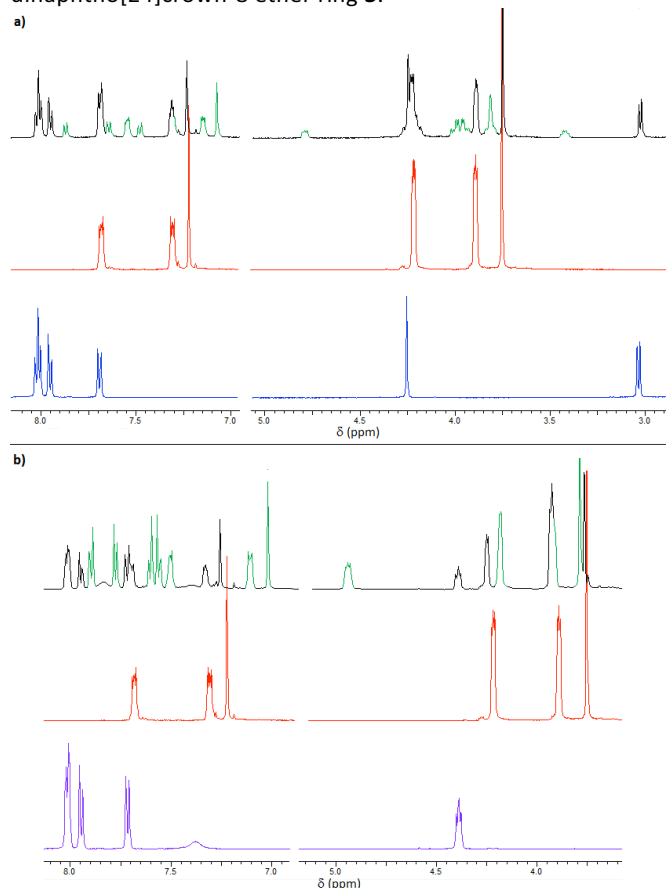 dinaphtho[24]crown-8 ether ring 3.
a)
8.0 7.5 7.0 5.0 4.5 4.0 3.5 3.0
δ (ppm)
b)
8.0 7.5 7.0 5.0 4.5 4.0
δ (ppm)